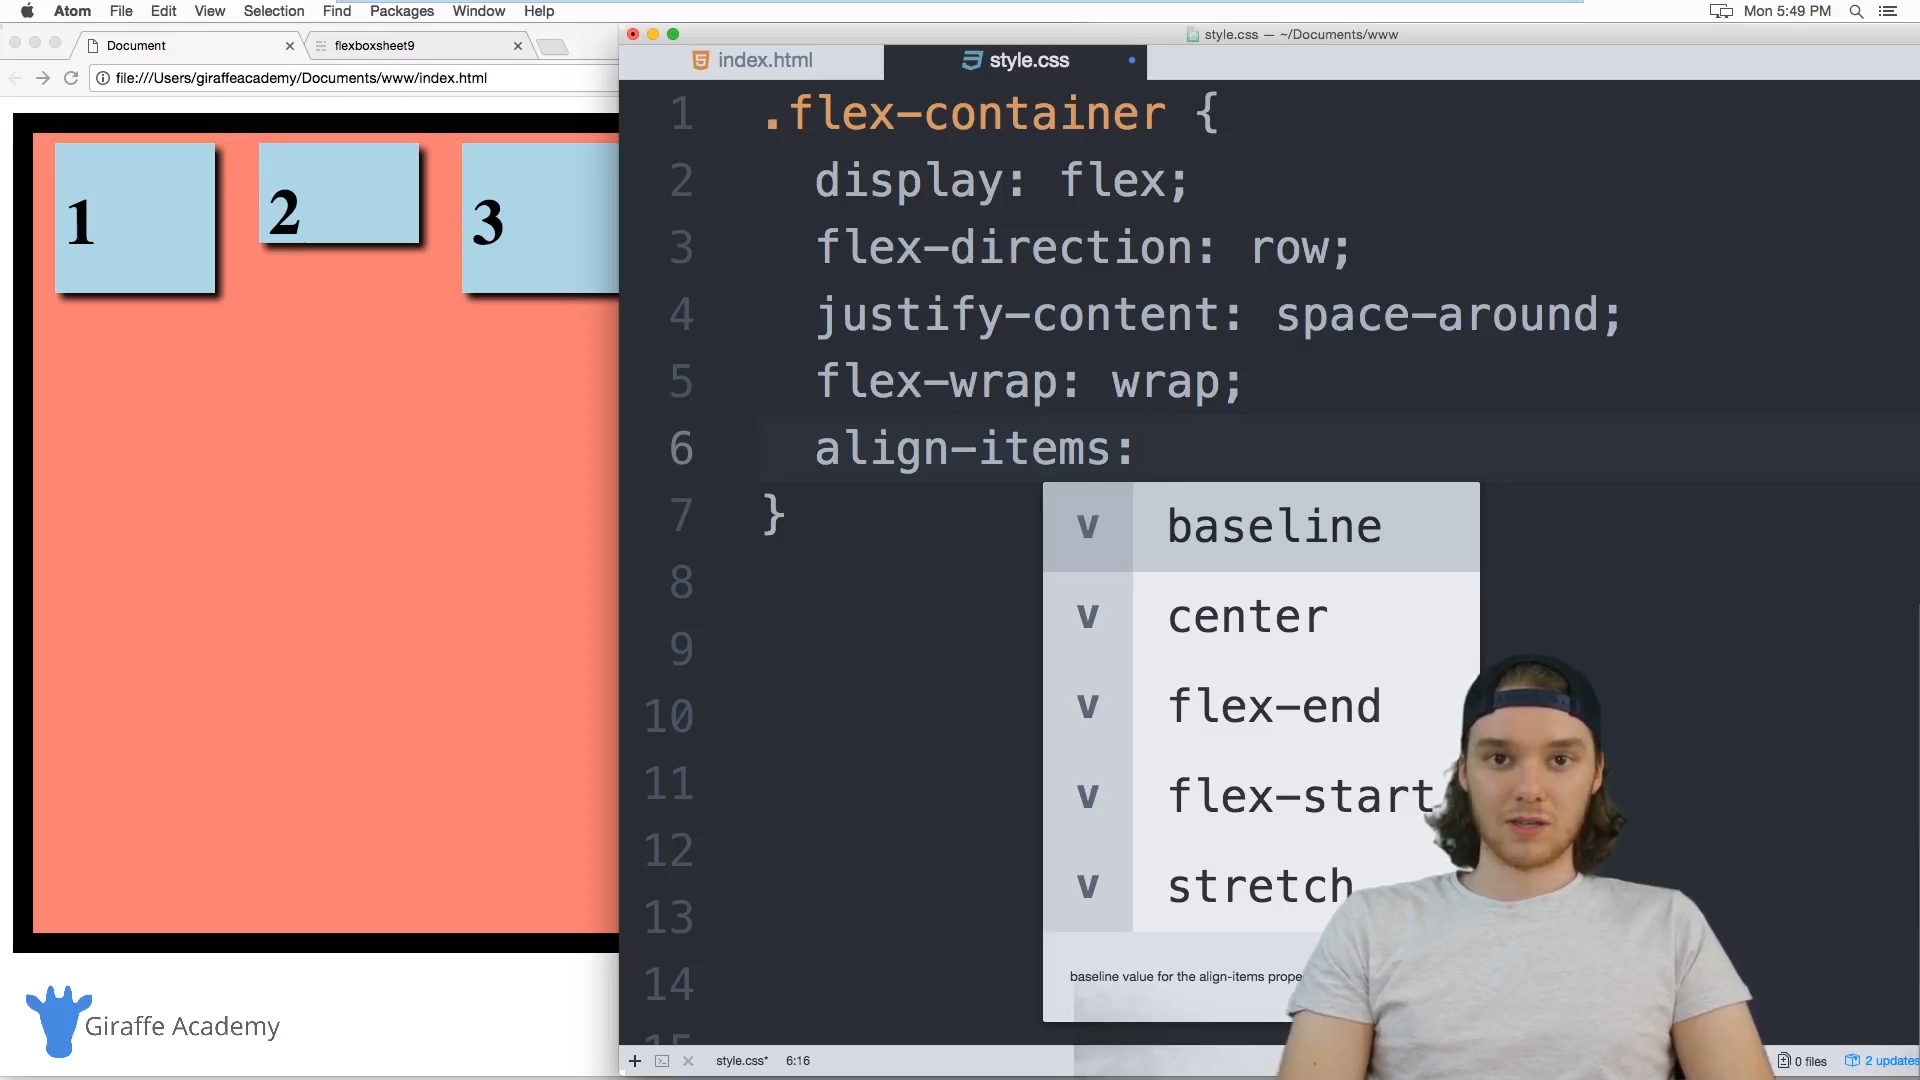 Atom File Edit View Selection Find Packages Window Help Mon 5:49 PM
Document flexboxsheet9
style.css — ~/Documents/www
file:///Users/giraffeacademy/Documents/www/index.html
index.html style.css
1 .flex-container {
2 display: flex;
3 flex-direction: row;
4 justify-content: space-around;
5 flex-wrap: wrap;
6 align-items:
7 }
8
9
10
11
12
13
14
15
1 2 3
v baseline
v center
v flex-end
v flex-start
v stretch
baseline value for the align-items prope
Giraffe Academy
style.css* 6:16 0 files 2 updates